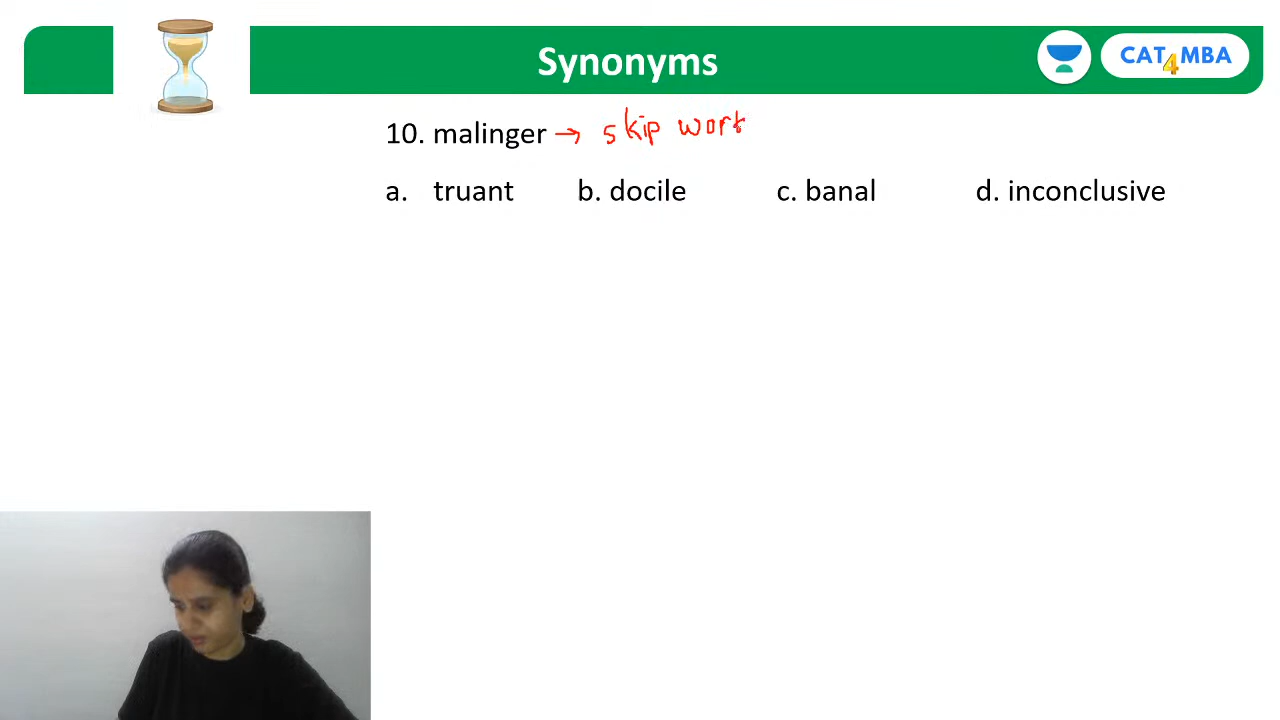 Synonyms
CAT4MBA
10. malinger → skip work
a. truant b. docile c. banal d. inconclusive